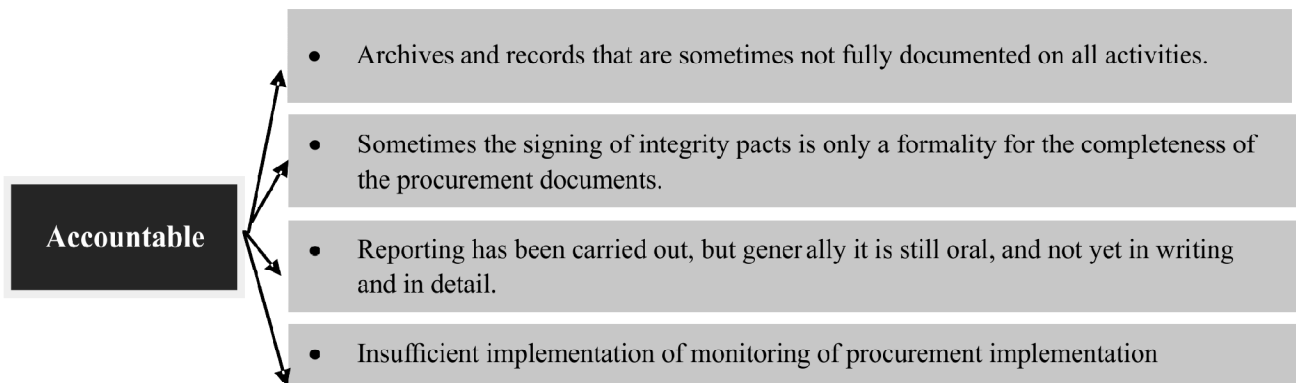 Accountable
• Archives and records that are sometimes not fully documented on all activities.
• Sometimes the signing of integrity pacts is only a formality for the completeness of
the procurement documents.
• Reporting has been carried out, but generally it is still oral, and not yet in writing
and in detail.
• Insufficient implementation of monitoring of procurement implementation